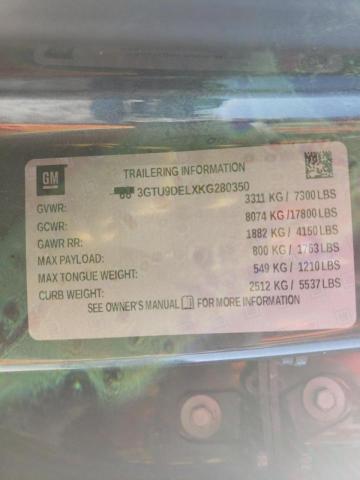 GM
TRAILERING INFORMATION
3GTU9DELXKG280350
GVWR: 3311 KG / 7300 LBS
GCWR: 8074 KG /17800 LBS
GAWR RR: 1882 KG / 4150 LBS
MAX PAYLOAD: 800 KG / 1763 LBS
MAX TONGUE WEIGHT: 549 KG / 1210 LBS
CURB WEIGHT: 2512 KG / 5537 LBS
SEE OWNER'S MANUAL FOR MORE INFORMATION